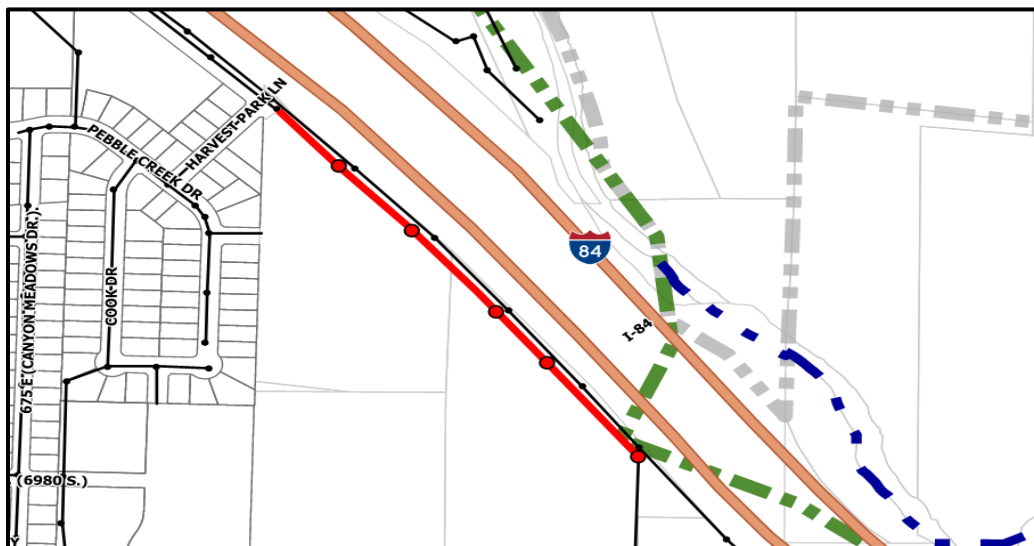 HARVEST PARK LN
PEBBLE CREEK DR
675 E (CANYON MEADOWS DR.)
COOK DR
84
I-84
(6980 S.)
Y